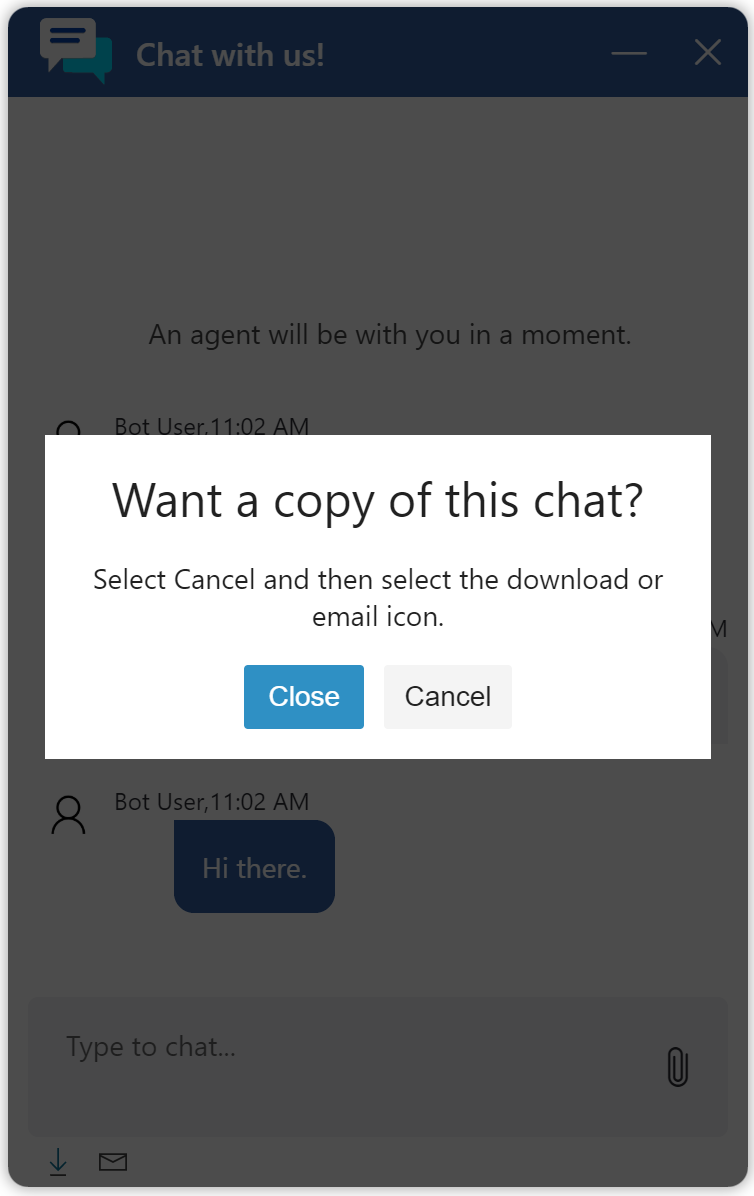 Chat with us!
An agent will be with you in a moment.
Bot User,11:02 AM
Want a copy of this chat?
Select Cancel and then select the download or
email icon.
Close
Cancel
Bot User,11:02 AM
Hi there.
Type to chat...